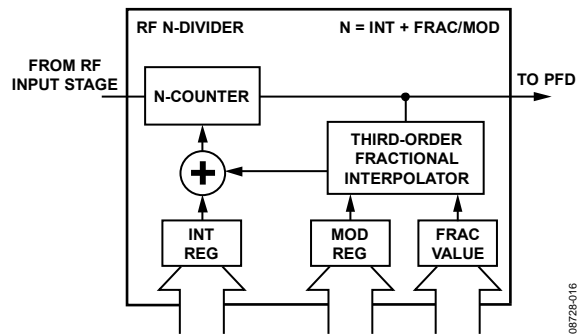 RF N-DIVIDER
N = INT + FRAC/MOD
FROM RF
INPUT STAGE
TO PFD
N-COUNTER
THIRD-ORDER
FRACTIONAL
INTERPOLATOR
+
INT
REG
MOD
REG
FRAC
VALUE
08728-016